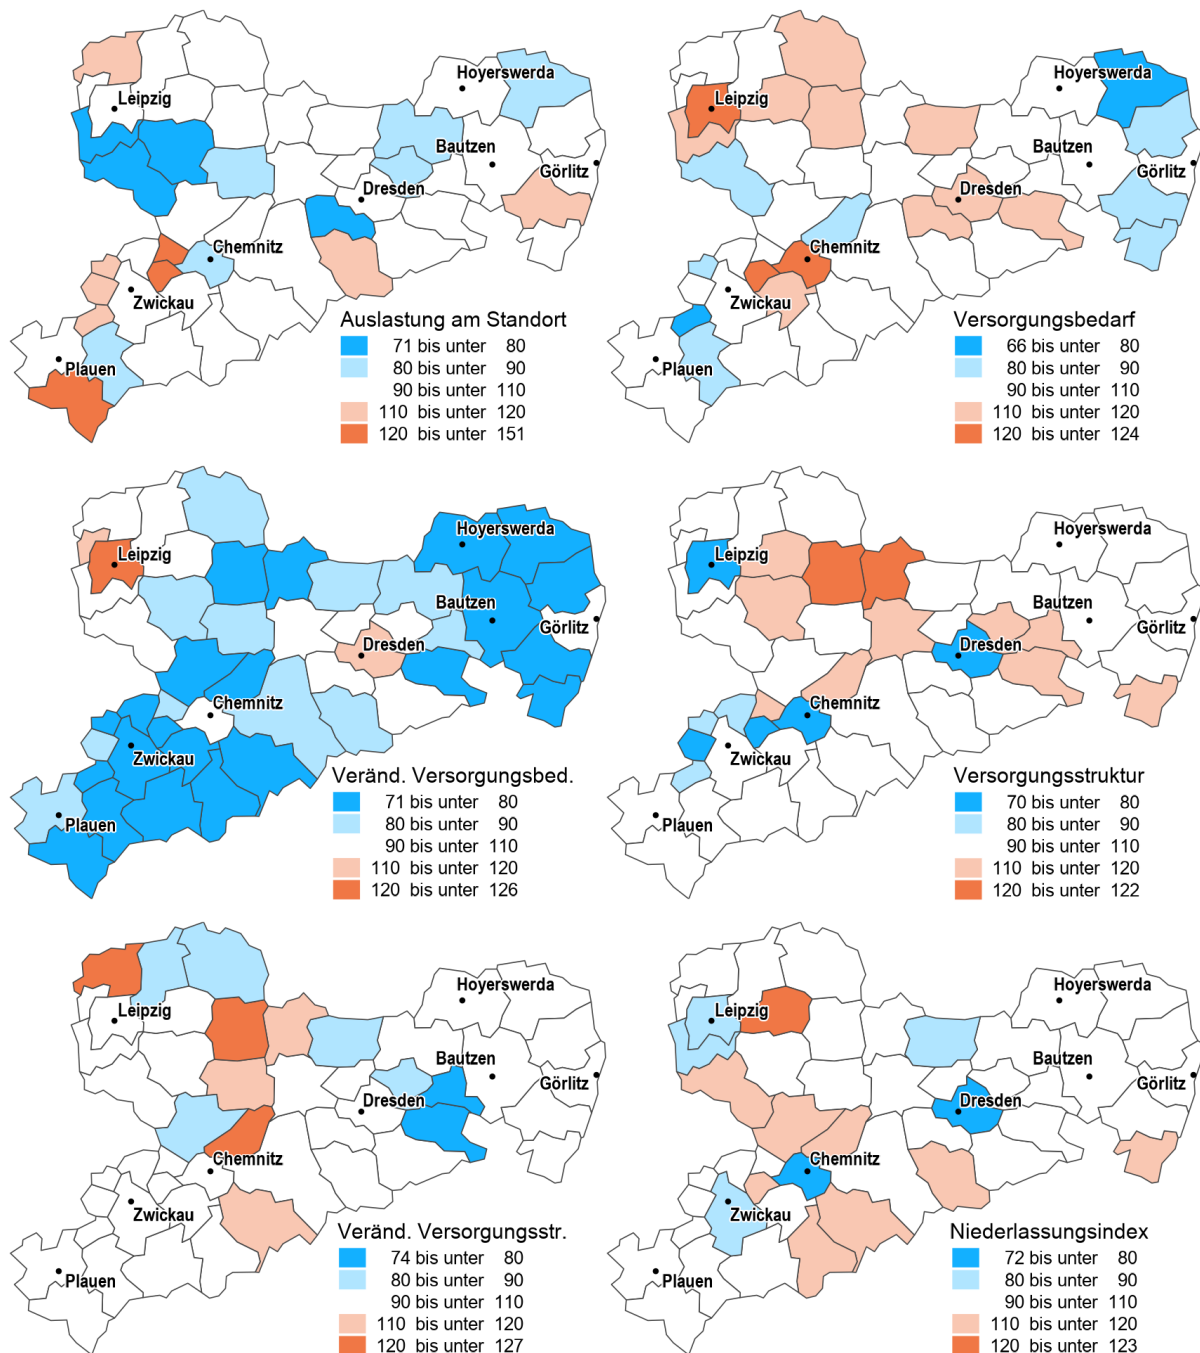 Hoyerswerda
Leipzig
Bautzen
Görlitz
Dresden
Chemnitz
Zwickau
Plauen
Auslastung am Standort
71 bis unter 80
80 bis unter 90
90 bis unter 110
110 bis unter 120
120 bis unter 151
Hoyerswerda
Leipzig
Bautzen
Görlitz
Dresden
Chemnitz
Zwickau
Plauen
Versorgungsbedarf
66 bis unter 80
80 bis unter 90
90 bis unter 110
110 bis unter 120
120 bis unter 124
Hoyerswerda
Leipzig
Bautzen
Görlitz
Dresden
Chemnitz
Zwickau
Plauen
Veränd. Versorgungsbed.
71 bis unter 80
80 bis unter 90
90 bis unter 110
110 bis unter 120
120 bis unter 126
Hoyerswerda
Leipzig
Bautzen
Görlitz
Dresden
Chemnitz
Zwickau
Plauen
Versorgungsstruktur
70 bis unter 80
80 bis unter 90
90 bis unter 110
110 bis unter 120
120 bis unter 122
Hoyerswerda
Leipzig
Bautzen
Görlitz
Dresden
Chemnitz
Zwickau
Plauen
Veränd. Versorgungsstr.
74 bis unter 80
80 bis unter 90
90 bis unter 110
110 bis unter 120
120 bis unter 127
Hoyerswerda
Leipzig
Bautzen
Görlitz
Dresden
Chemnitz
Zwickau
Plauen
Niederlassungsindex
72 bis unter 80
80 bis unter 90
90 bis unter 110
110 bis unter 120
120 bis unter 123